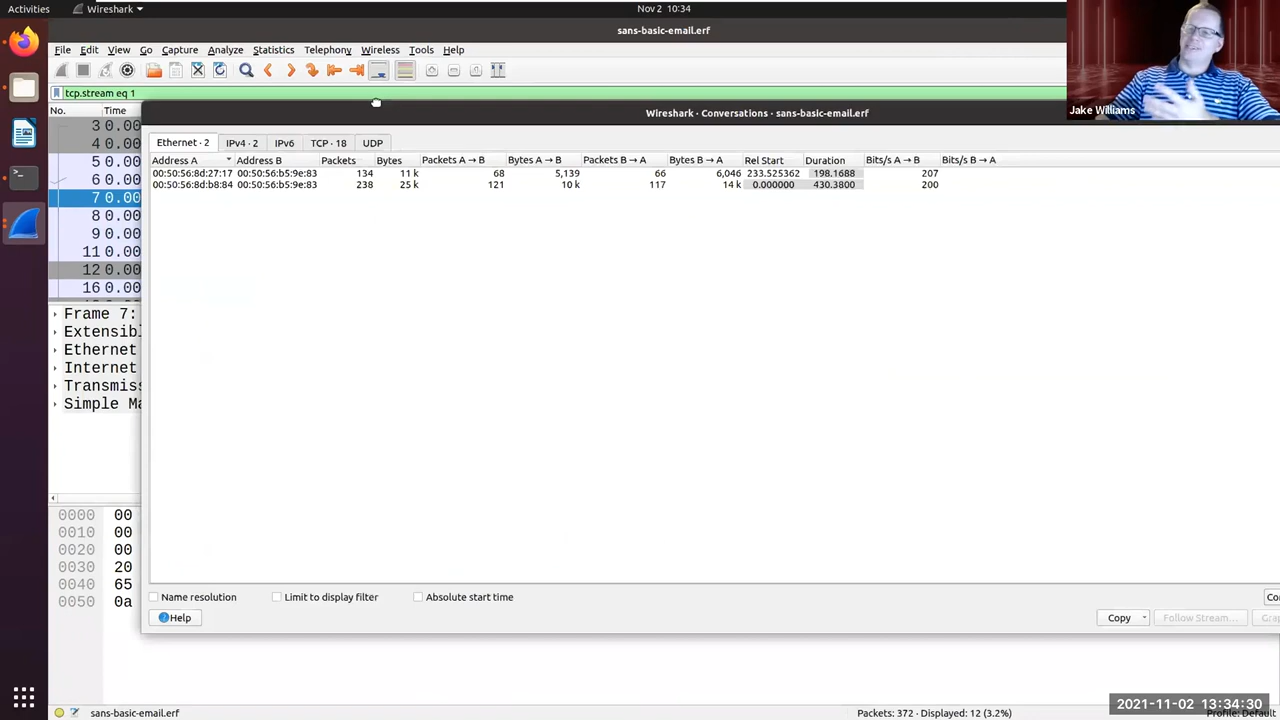 Activities Wireshark Nov 2 10:34
sans-basic-email.erf
File Edit View Go Capture Analyze Statistics Telephony Wireless Tools Help
tcp.stream eq 1
Jake Williams
No. Time
Wireshark · Conversations · sans-basic-email.erf
3 0.00
4 0.00
5 0.00
6 0.00
7 0.00
8 0.00
9 0.00
11 0.00
12 0.00
16 0.00
Ethernet · 2 IPv4 · 2 IPv6 TCP · 18 UDP
Address A Address B Packets Bytes Packets A → B Bytes A → B Packets B → A Bytes B → A Rel Start Duration Bits/s A → B Bits/s B → A
00:50:56:8d:27:17 00:50:56:b5:9e:83 134 11 k 68 5,139 66 6,046 233.525362 198.1688 207
00:50:56:8d:b8:84 00:50:56:b5:9e:83 238 25 k 121 10 k 117 14 k 0.000000 430.3800 200
Frame 7:
Extensib
Ethernet
Internet
Transmiss
Simple Ma
0000 00
0010 00
0020 00
0030 20
0040 65
0050 0a
Name resolution Limit to display filter Absolute start time Co
Help Copy Follow Stream... Gra
2021-11-02 13:34:30
sans-basic-email.erf Packets: 372 · Displayed: 12 (3.2%) Profile: Default